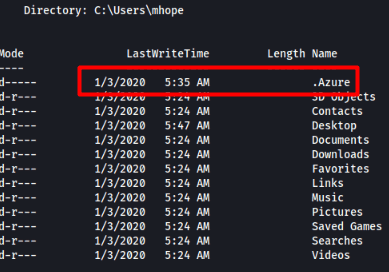 Directory: C:\Users\mhope
Mode LastWriteTime Length Name
----
d----- 1/3/2020 5:35 AM .Azure
d-r--- 1/3/2020 5:24 AM 3D Objects
d-r--- 1/3/2020 5:24 AM Contacts
d-r--- 1/3/2020 5:47 AM Desktop
d-r--- 1/3/2020 5:24 AM Documents
d-r--- 1/3/2020 5:24 AM Downloads
d-r--- 1/3/2020 5:24 AM Favorites
d-r--- 1/3/2020 5:24 AM Links
d-r--- 1/3/2020 5:24 AM Music
d-r--- 1/3/2020 5:24 AM Pictures
d-r--- 1/3/2020 5:24 AM Saved Games
d-r--- 1/3/2020 5:24 AM Searches
d-r--- 1/3/2020 5:24 AM Videos